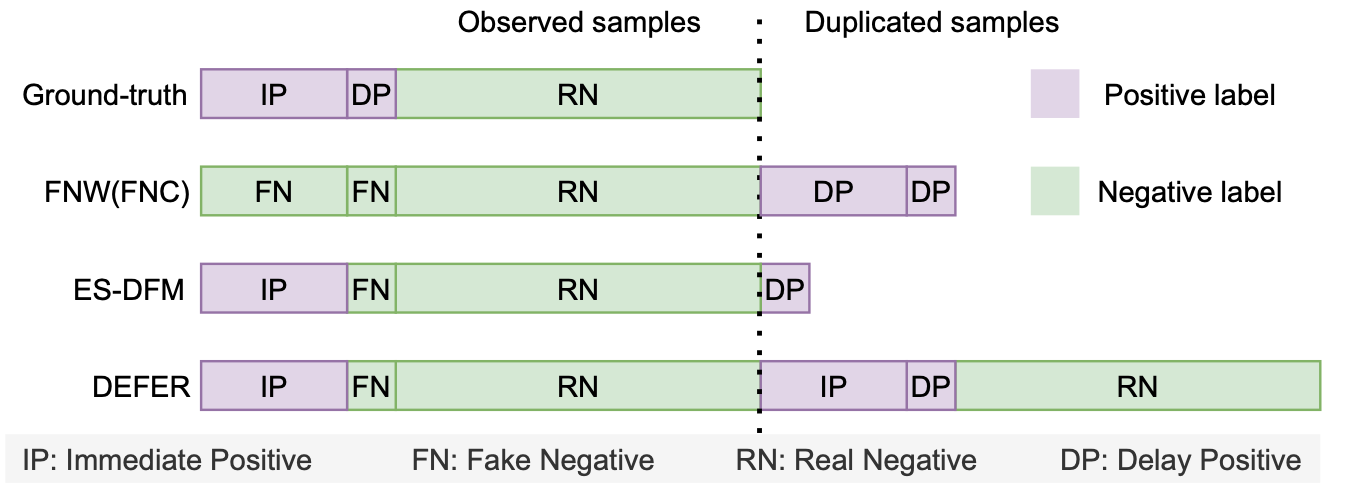 Observed samples Duplicated samples
Ground-truth IP DP RN Positive label
FNW(FNC) FN FN RN DP DP Negative label
ES-DFM IP FN RN DP
DEFER IP FN RN IP DP RN
IP: Immediate Positive FN: Fake Negative RN: Real Negative DP: Delay Positive